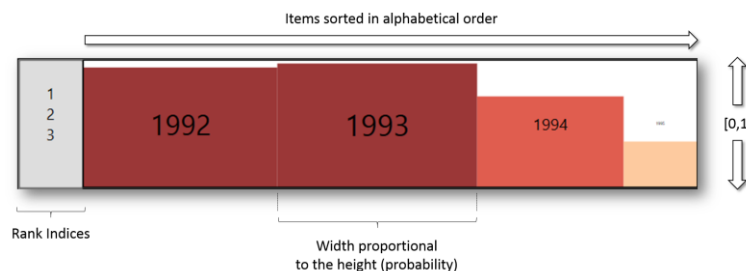 Items sorted in alphabetical order
1
2
3
1992
1993
1994
[0,1
Rank Indices
Width proportional
to the height (probability)